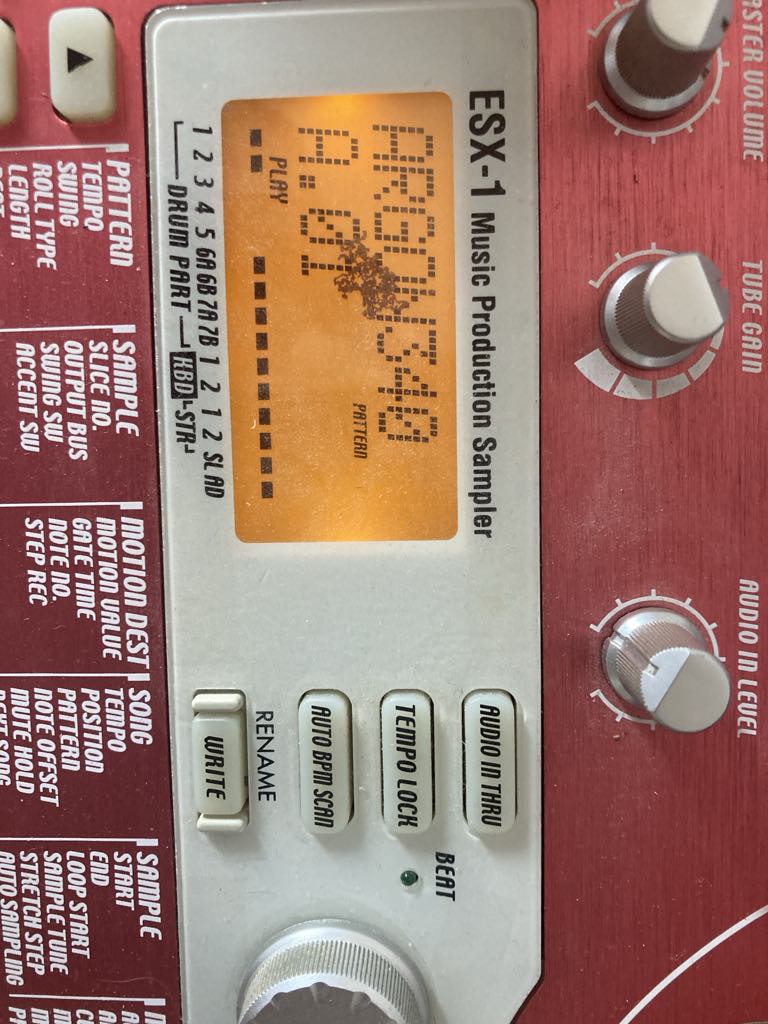 MASTER VOLUME
TUBE GAIN
AUDIO IN LEVEL
ESX-1 Music Production Sampler
PATTERN
A.01
PLAY
1 2 3 4 5 6A 6B 7A 7B 1 2 1 2 SL AD
DRUM PART KBD STR
AUDIO IN THRU
TEMPO LOCK
AUTO BPM SCAN
BEAT
RENAME
WRITE
PATTERN
TEMPO
SWING
ROLL TYPE
LENGTH
SAMPLE
SLICE NO.
OUTPUT BUS
SWING SW
ACCENT SW
MOTION DEST
MOTION VALUE
GATE TIME
NOTE NO.
STEP REC
SONG
TEMPO
POSITION
PATTERN
NOTE OFFSET
MUTE HOLD
NEXT SONG
SAMPLE
START
END
LOOP START
SAMPLE TUNE
STRETCH STEP
AUTO SAMPLING